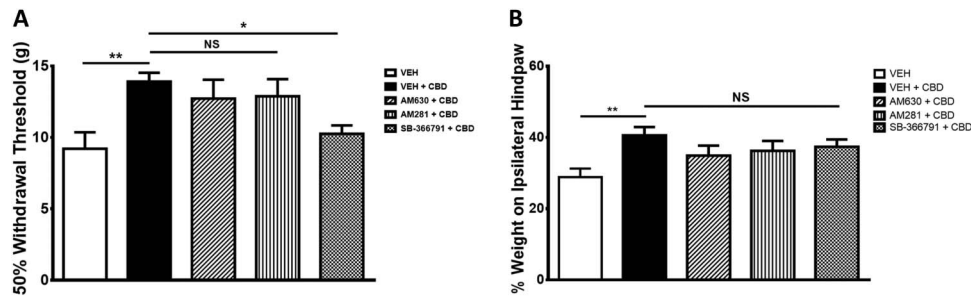 A
50% Withdrawal Threshold (g)
15
10
5
0
**
*
NS
VEH
VEH + CBD
AM630 + CBD
AM281 + CBD
SB-366791 + CBD
B
% Weight on Ipsilateral Hindpaw
60
40
20
0
**
NS
VEH
VEH + CBD
AM630 + CBD
AM281 + CBD
SB-366791 + CBD